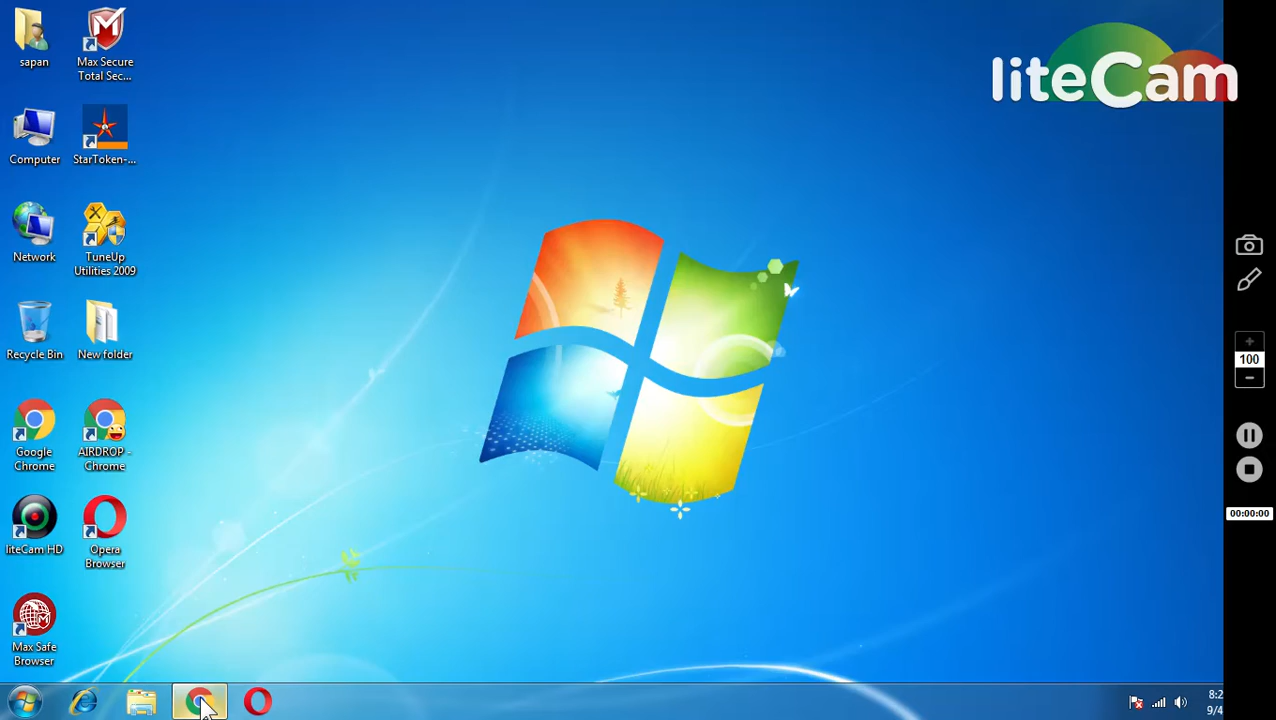 liteCam
sapan
Max Secure
Total Sec...
Computer
StarToken-...
Network
TuneUp
Utilities 2009
Recycle Bin
New folder
Google
Chrome
AIRDROP -
Chrome
liteCam HD
Opera
Browser
Max Safe
Browser
100
00:00:00
8:2
9/4